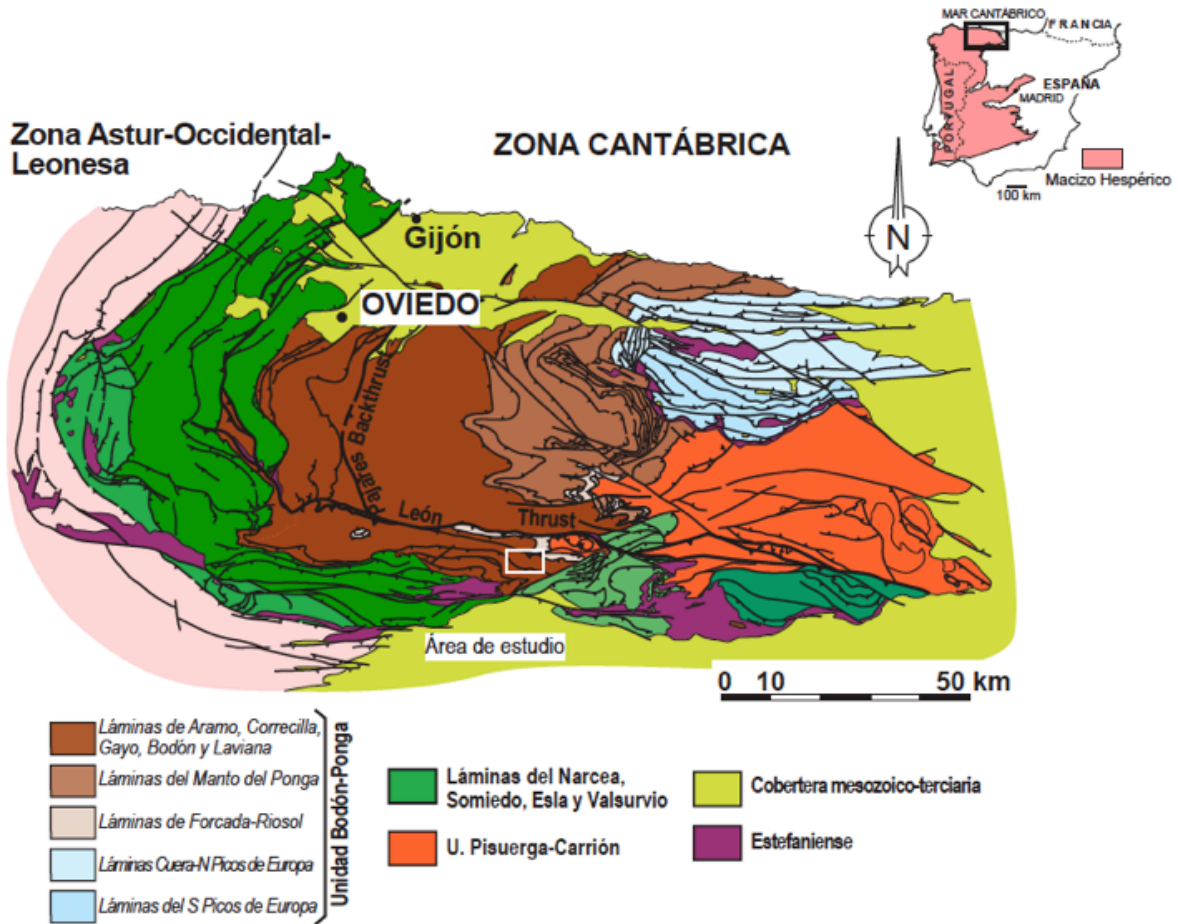 MAR CANTÁBRICO
FRANCIA
ESPAÑA
MADRID
PORTUGAL
Macizo Hespérico
100 km
Zona Astur-Occidental-
Leonesa
ZONA CANTÁBRICA
N
Gijón
OVIEDO
Pajares Backthrust
León
Thrust
Área de estudio
0 10 50 km
Láminas de Aramo, Correcilla,
Gayo, Bodón y Laviana
Láminas del Manto del Ponga
Láminas de Forcada-Riosol
Láminas Cuera-N Picos de Europa
Láminas del S Picos de Europa
Unidad Bodón-Ponga
Láminas del Narcea,
Somiedo, Esla y Valsurvio
U. Pisuerga-Carrión
Cobertera mesozoico-terciaria
Estefaniense